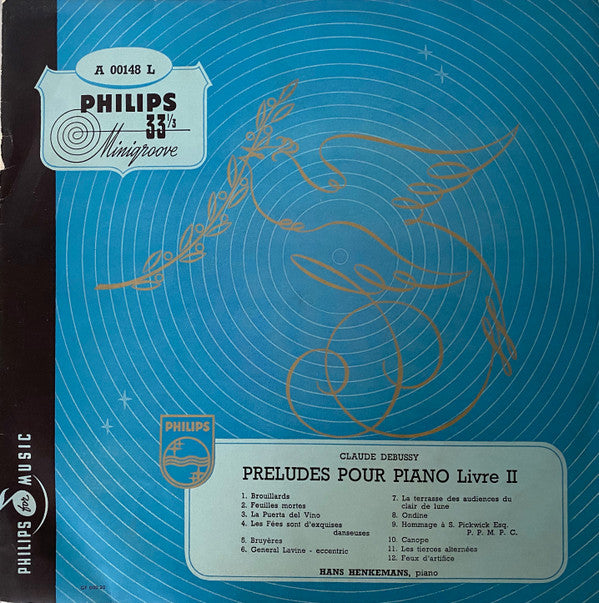 A 00148 L
PHILIPS
33 1/3
Minigroove
PHILIPS for MUSIC
PHILIPS
CLAUDE DEBUSSY
PRELUDES POUR PIANO Livre II
1. Brouillards
2. Feuilles mortes
3. La Puerta del Vino
4. Les Fées sont d'exquises
danseuses
5. Bruyères
6. General Lavine - eccentric
7. La terrasse des audiences du
clair de lune
8. Ondine
9. Hommage à S. Pickwick Esq.
P. P. M. P. C.
10. Canope
11. Les tierces alternées
12. Feux d'artifice
HANS HENKEMANS, piano